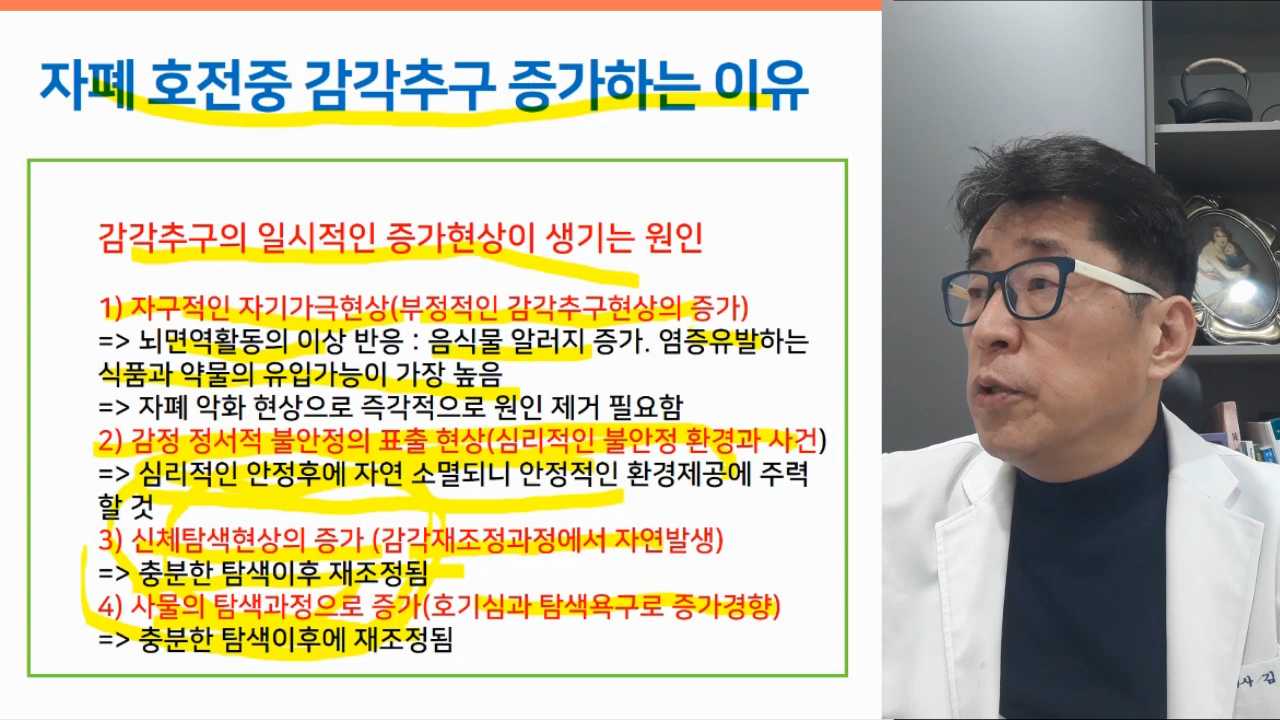 자폐 호전중 감각추구 증가하는 이유
감각추구의 일시적인 증가현상이 생기는 원인
1) 자구적인 자기가극현상(부정적인 감각추구현상의 증가)
=> 뇌면역활동의 이상 반응 : 음식물 알러지 증가. 염증유발하는
식품과 약물의 유입가능이 가장 높음
=> 자폐 악화 현상으로 즉각적으로 원인 제거 필요함
2) 감정 정서적 불안정의 표출 현상(심리적인 불안정 환경과 사건)
=> 심리적인 안정후에 자연 소멸되니 안정적인 환경제공에 주력
할 것
3) 신체탐색현상의 증가 (감각재조정과정에서 자연발생)
=> 충분한 탐색이후 재조정됨
4) 사물의 탐색과정으로 증가(호기심과 탐색욕구로 증가경향)
=> 충분한 탐색이후에 재조정됨
김